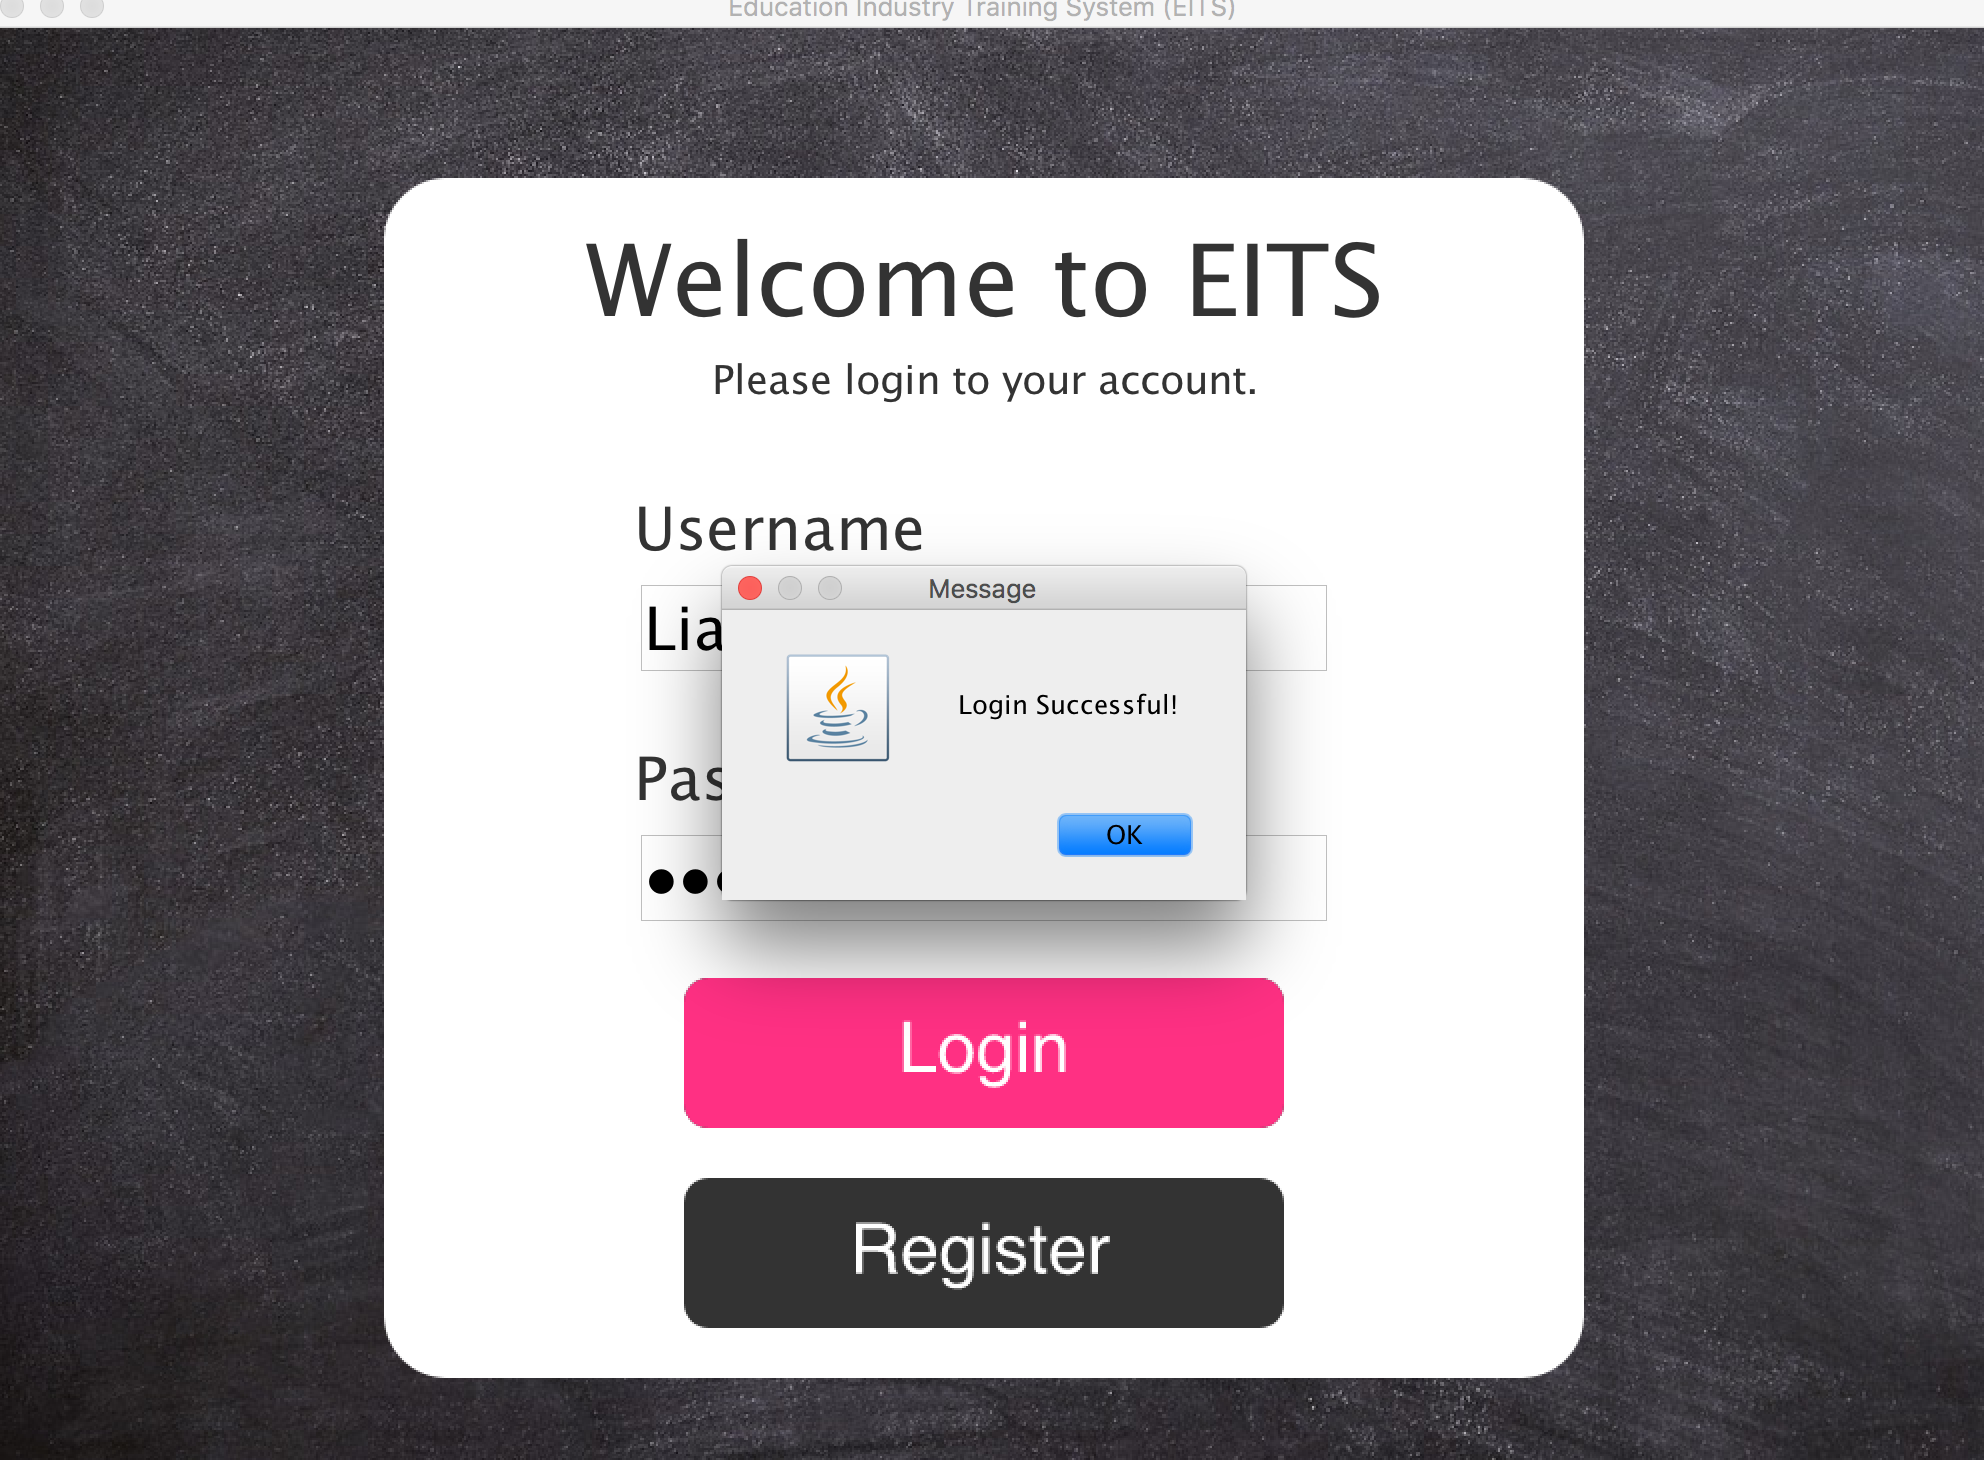 Education Industry Training System (EITS)
Welcome to EITS
Please login to your account.
Username
Message
Lia
Login Successful!
Pas
OK
Login
Register